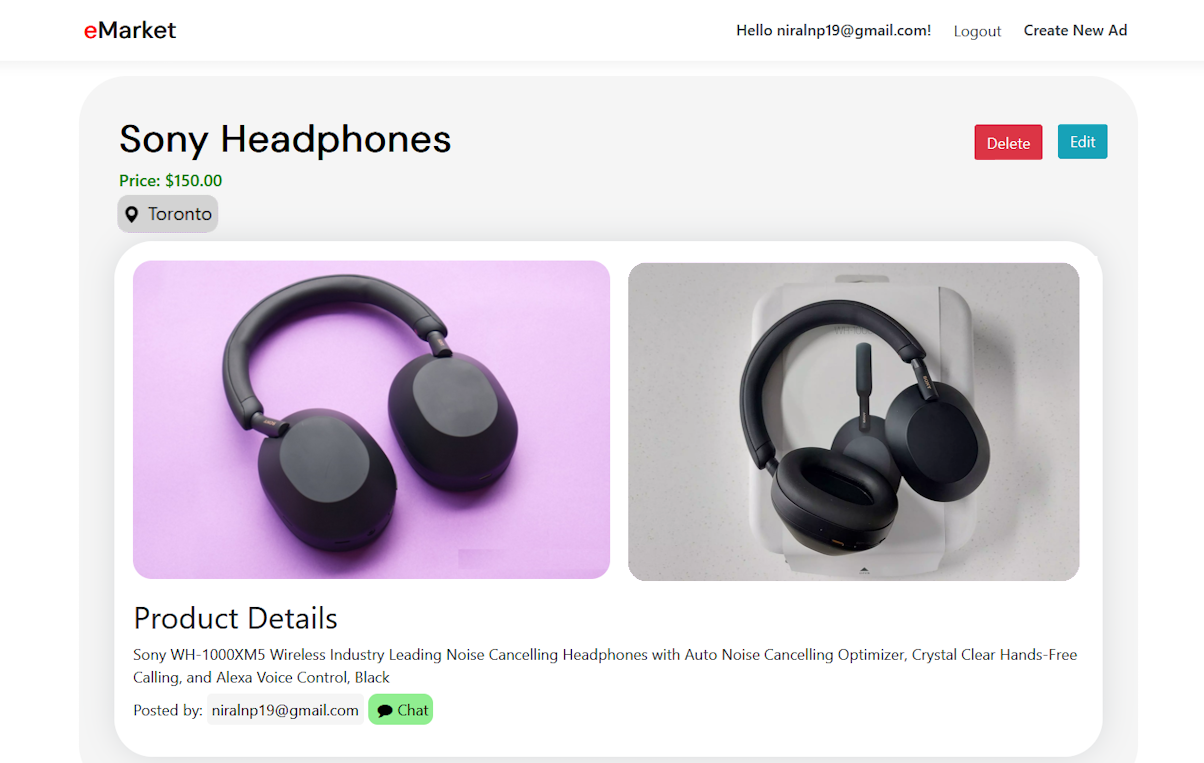 eMarket
Hello niralnp19@gmail.com!
Logout
Create New Ad
Sony Headphones
Delete
Edit
Price: $150.00
Toronto
Product Details
Sony WH-1000XM5 Wireless Industry Leading Noise Cancelling Headphones with Auto Noise Cancelling Optimizer, Crystal Clear Hands-Free
Calling, and Alexa Voice Control, Black
Posted by: niralnp19@gmail.com Chat